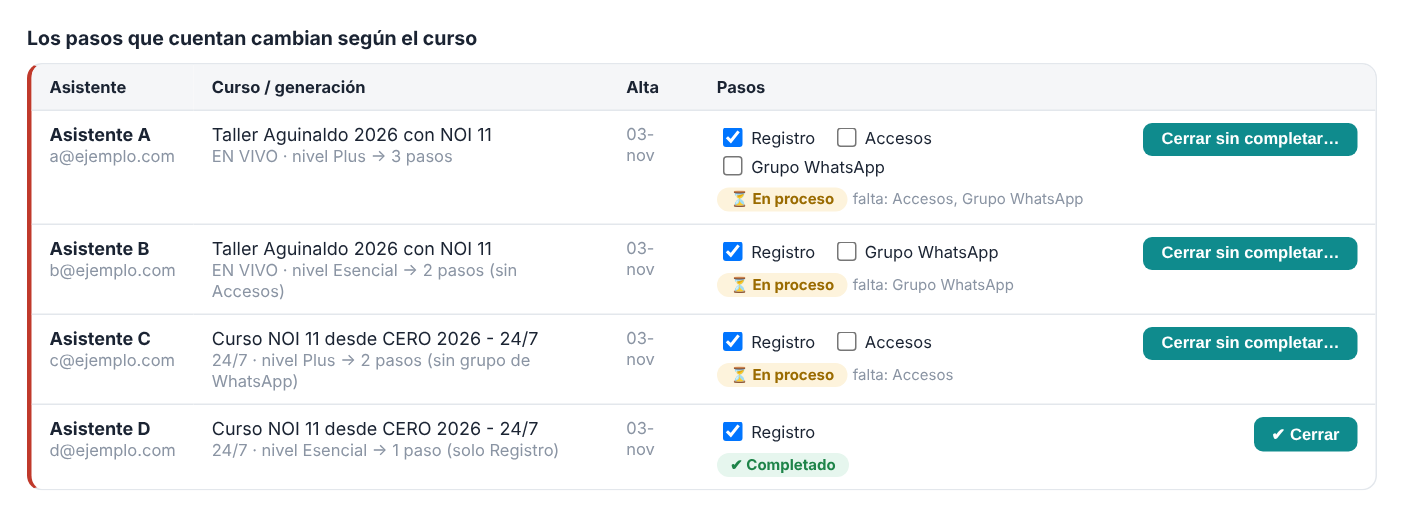 Los pasos que cuentan cambian según el curso
Asistente Curso / generación Alta Pasos
Asistente A Taller Aguinaldo 2026 con NOI 11 03- Registro Accesos Cerrar sin completar...
a@ejemplo.com EN VIVO · nivel Plus → 3 pasos nov
Grupo WhatsApp
⏳ En proceso falta: Accesos, Grupo WhatsApp
Asistente B Taller Aguinaldo 2026 con NOI 11 03- Registro Grupo WhatsApp Cerrar sin completar...
b@ejemplo.com EN VIVO · nivel Esencial → 2 pasos (sin nov
Accesos) ⏳ En proceso falta: Grupo WhatsApp
Asistente C Curso NOI 11 desde CERO 2026 - 24/7 03- Registro Accesos Cerrar sin completar...
c@ejemplo.com 24/7 · nivel Plus → 2 pasos (sin grupo de nov
WhatsApp) ⏳ En proceso falta: Accesos
Asistente D Curso NOI 11 desde CERO 2026 - 24/7 03- Registro ✔ Cerrar
d@ejemplo.com 24/7 · nivel Esencial → 1 paso (solo Registro) nov
✔ Completado